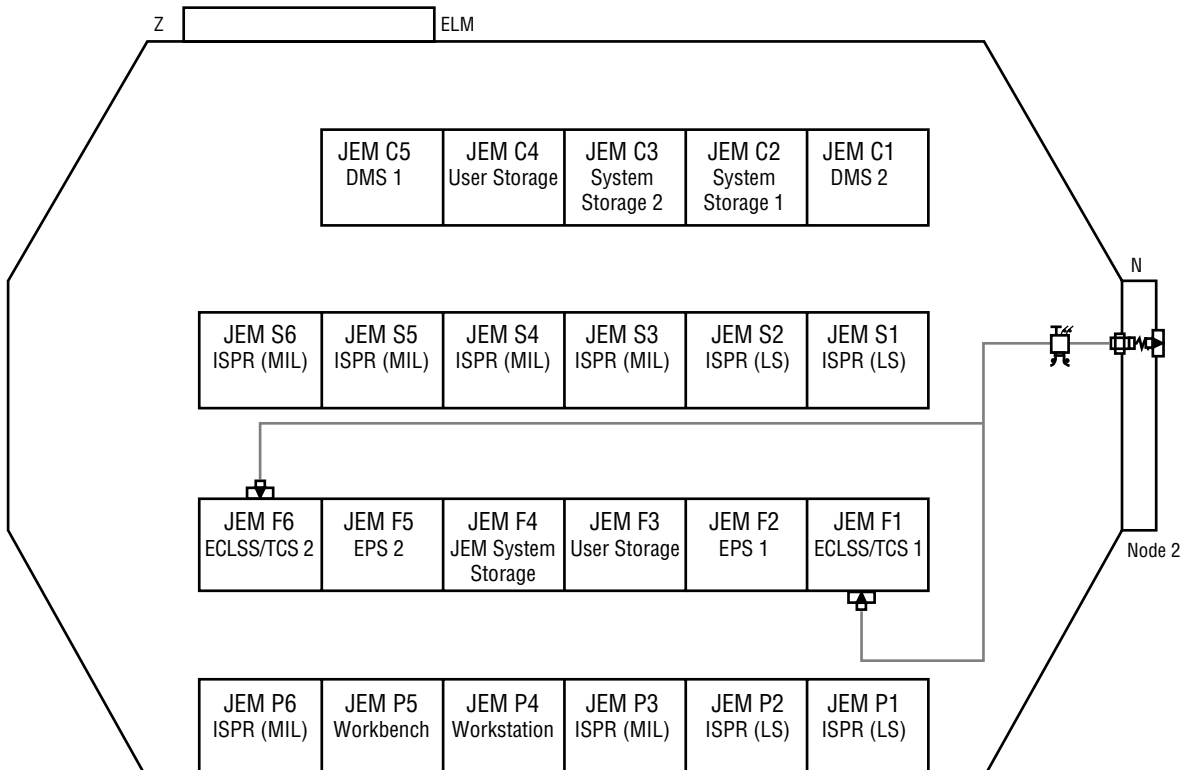 Z
ELM
JEM C5
DMS 1
JEM C4
User Storage
JEM C3
System
Storage 2
JEM C2
System
Storage 1
JEM C1
DMS 2
N
JEM S6
ISPR (MIL)
JEM S5
ISPR (MIL)
JEM S4
ISPR (MIL)
JEM S3
ISPR (MIL)
JEM S2
ISPR (LS)
JEM S1
ISPR (LS)
JEM F6
ECLSS/TCS 2
JEM F5
EPS 2
JEM F4
JEM System
Storage
JEM F3
User Storage
JEM F2
EPS 1
JEM F1
ECLSS/TCS 1
Node 2
JEM P6
ISPR (MIL)
JEM P5
Workbench
JEM P4
Workstation
JEM P3
ISPR (MIL)
JEM P2
ISPR (LS)
JEM P1
ISPR (LS)